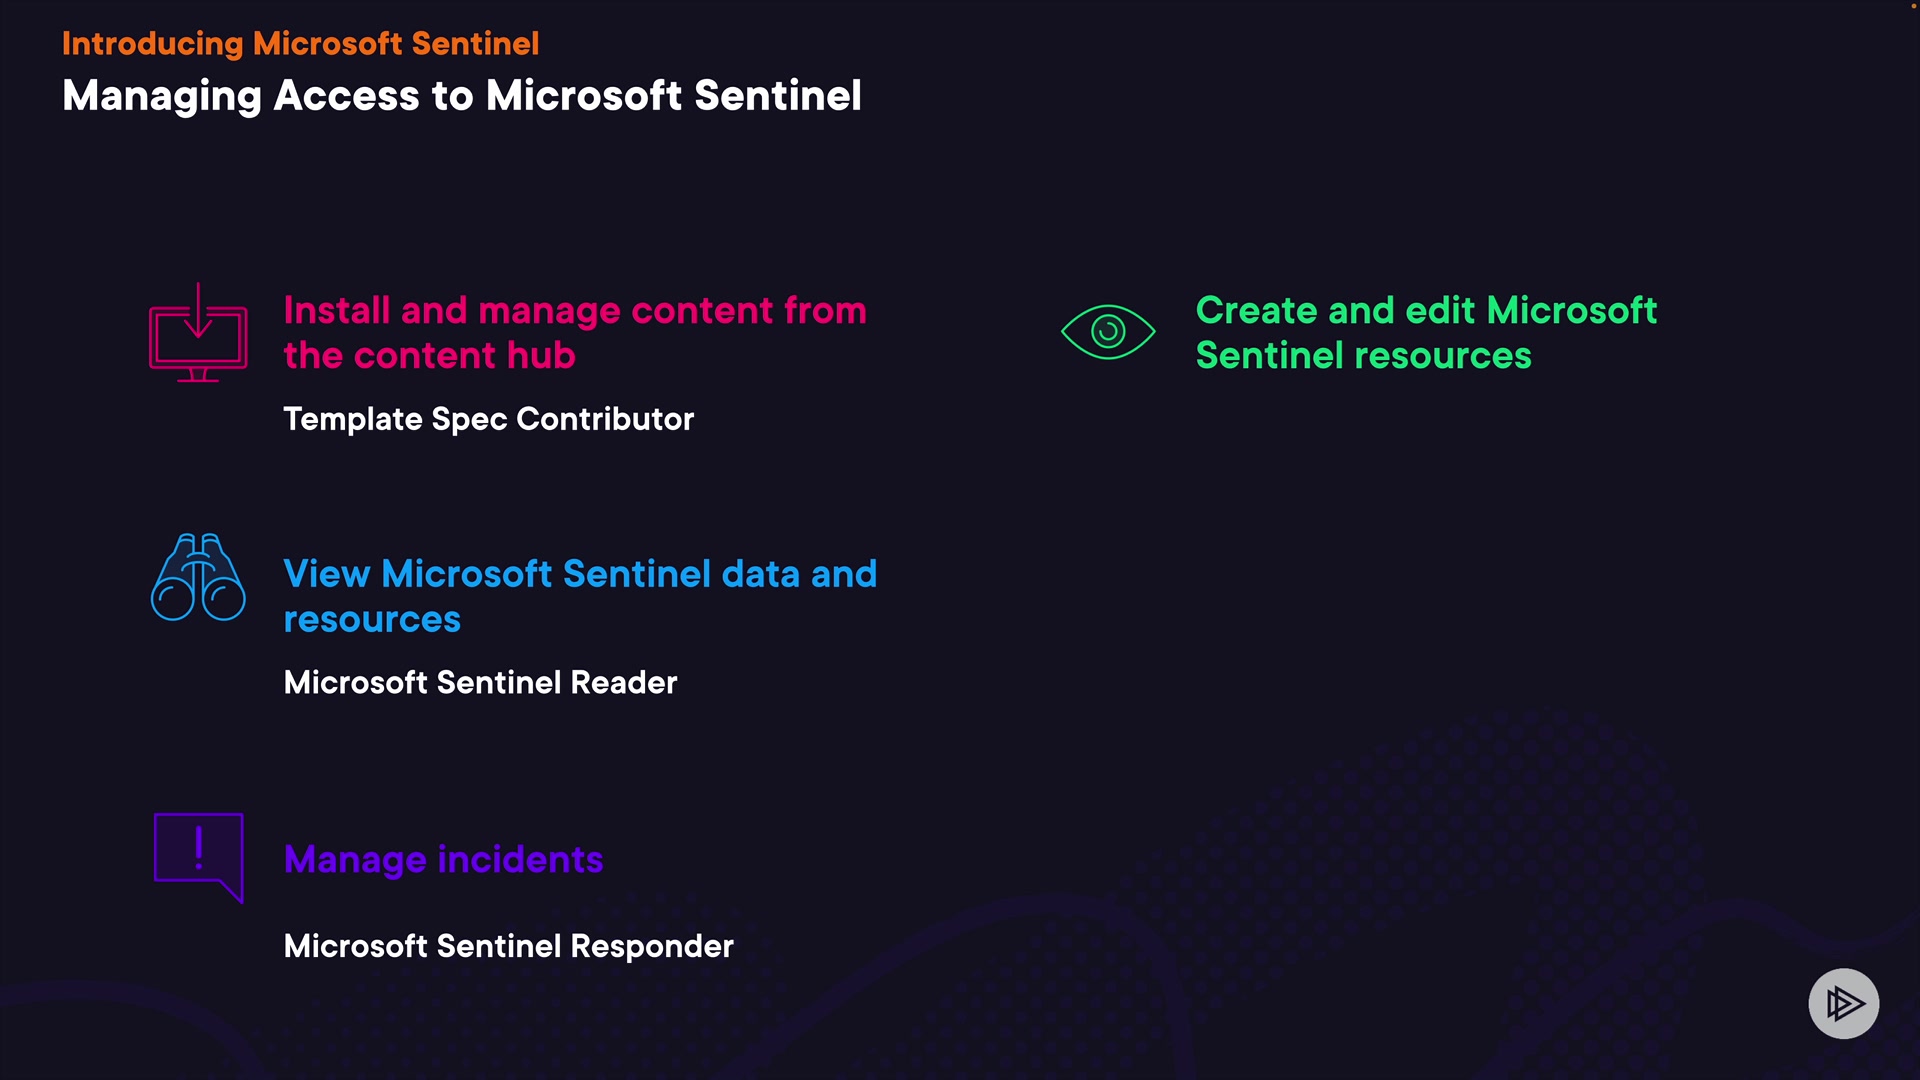 Introducing Microsoft Sentinel
Managing Access to Microsoft Sentinel
Install and manage content from
the content hub
Template Spec Contributor
View Microsoft Sentinel data and
resources
Microsoft Sentinel Reader
!
Manage incidents
Microsoft Sentinel Responder
Create and edit Microsoft
Sentinel resources